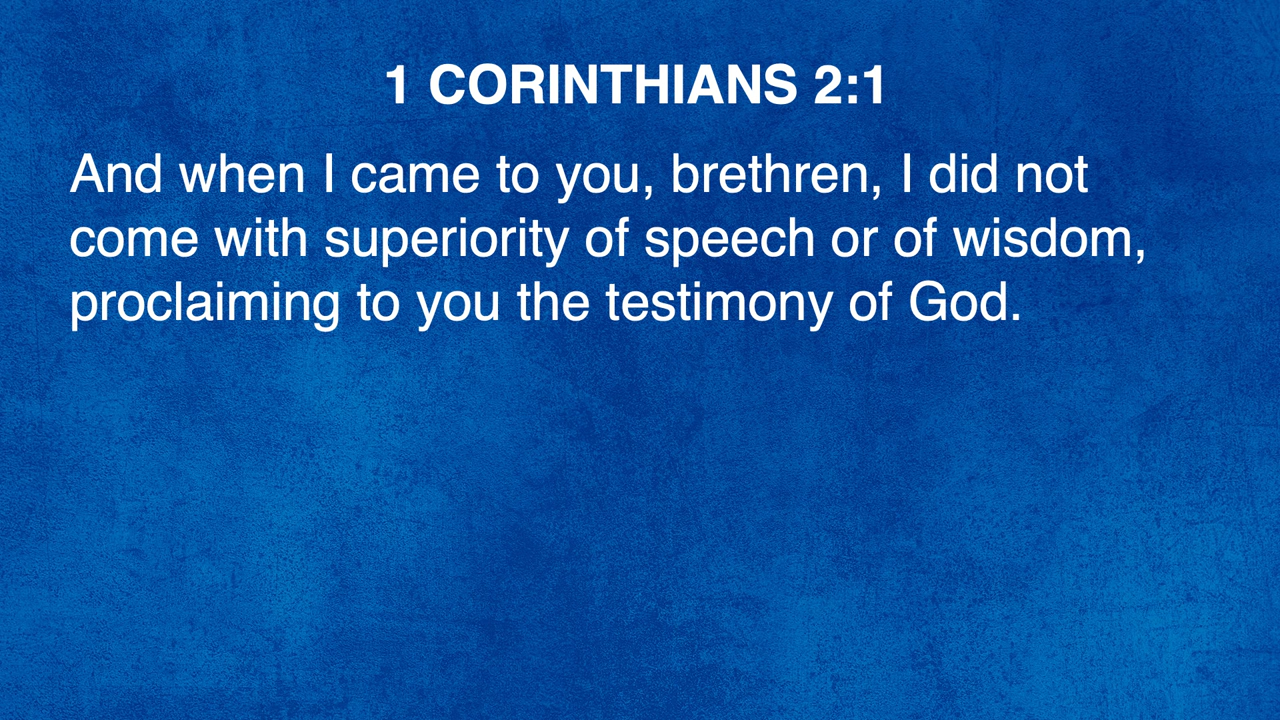 1 CORINTHIANS 2:1
And when I came to you, brethren, I did not
come with superiority of speech or of wisdom,
proclaiming to you the testimony of God.